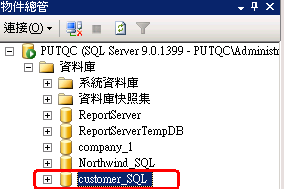 物件總管
連接(O)
PUTQC (SQL Server 9.0.1399 - PUTQC\Administ
資料庫
系統資料庫
資料庫快照集
ReportServer
ReportServerTempDB
company_1
Northwind_SQL
customer_SQL